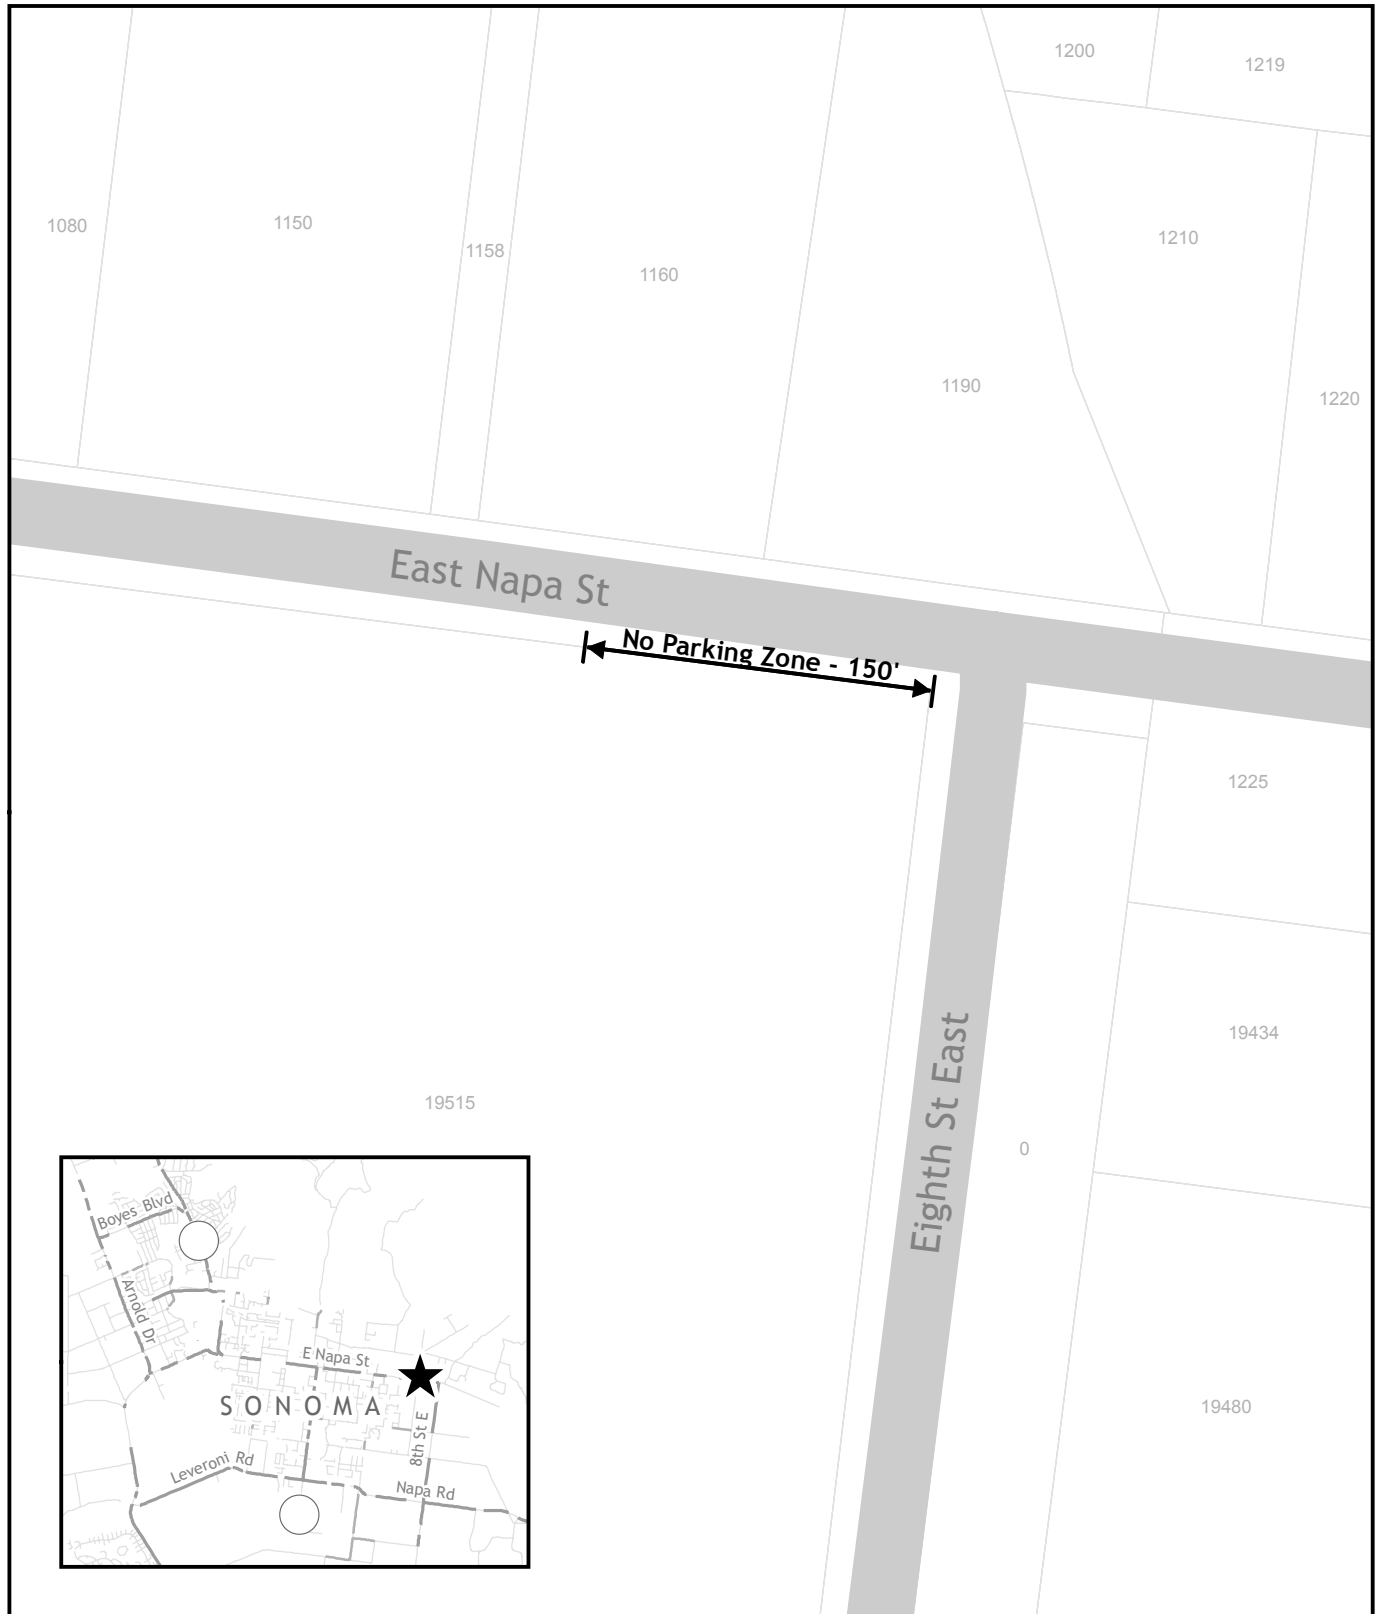 1200
1219
1080
1150
1158
1160
1210
1190
1220
East Napa St
No Parking Zone - 150'
1225
19434
19515
Eighth St East
0
19480
Boyes Blvd
Arnold Dr
E Napa St
SONOMA
8th St E
Leveroni Rd
Napa Rd